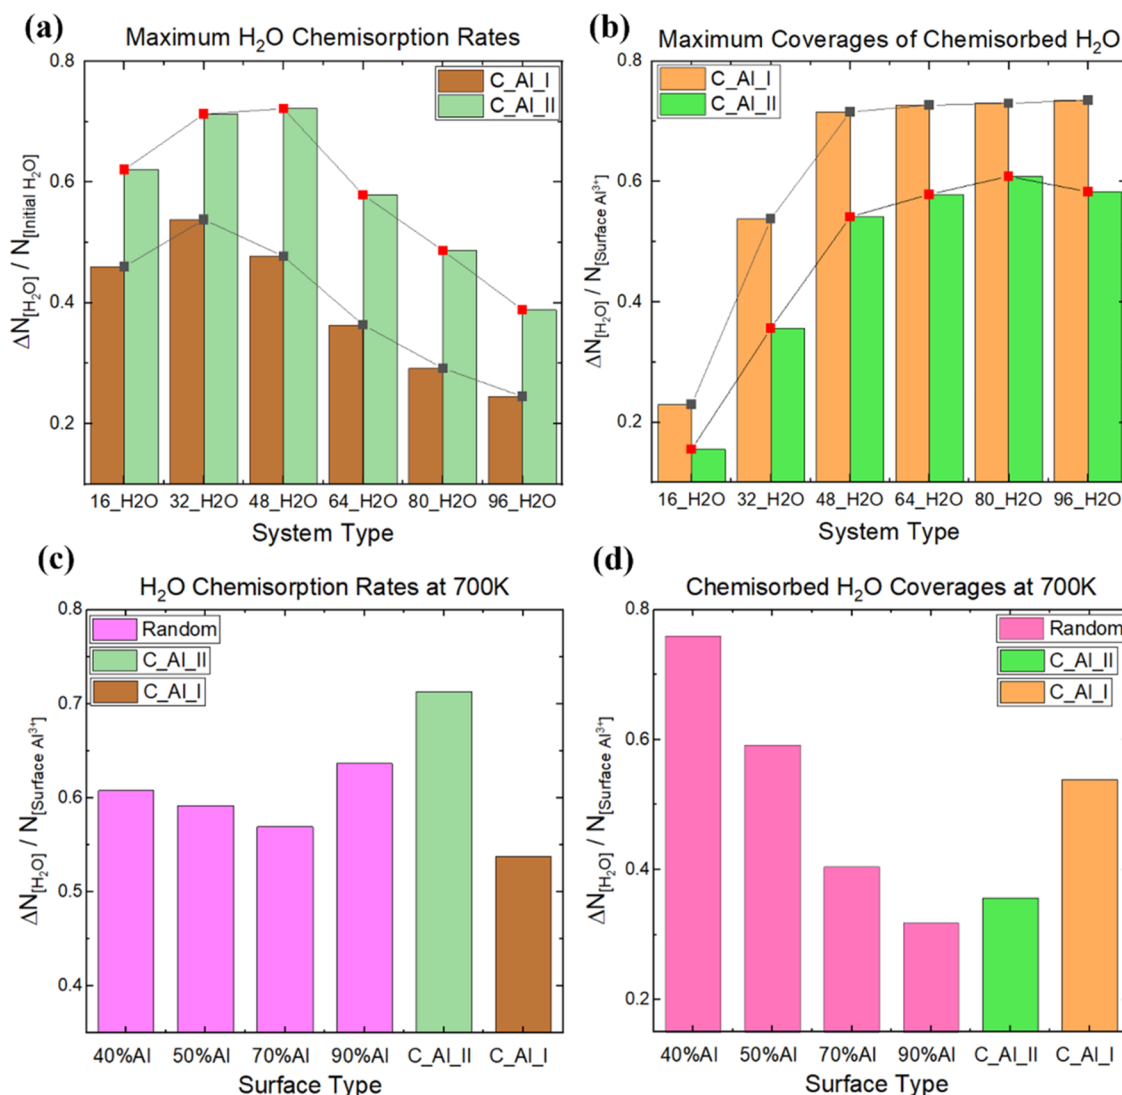 (a)
Maximum H₂O Chemisorption Rates
C_Al_I
C_Al_II
0.8
0.6
0.4
0.2
ΔN[H₂O] / N[Initial H₂O]
16_H2O 32_H2O 48_H2O 64_H2O 80_H2O 96_H2O
System Type
(b)
Maximum Coverages of Chemisorbed H₂O
C_Al_I
C_Al_II
0.8
0.6
0.4
0.2
ΔN[H₂O] / N[Surface Al³⁺]
16_H2O 32_H2O 48_H2O 64_H2O 80_H2O 96_H2O
System Type
(c)
H₂O Chemisorption Rates at 700K
Random
C_Al_II
C_Al_I
0.8
0.7
0.6
0.5
0.4
ΔN[H₂O] / N[Surface Al³⁺]
40%Al 50%Al 70%Al 90%Al C_Al_II C_Al_I
Surface Type
(d)
Chemisorbed H₂O Coverages at 700K
Random
C_Al_II
C_Al_I
0.8
0.6
0.4
0.2
ΔN[H₂O] / N[Surface Al³⁺]
40%Al 50%Al 70%Al 90%Al C_Al_II C_Al_I
Surface Type